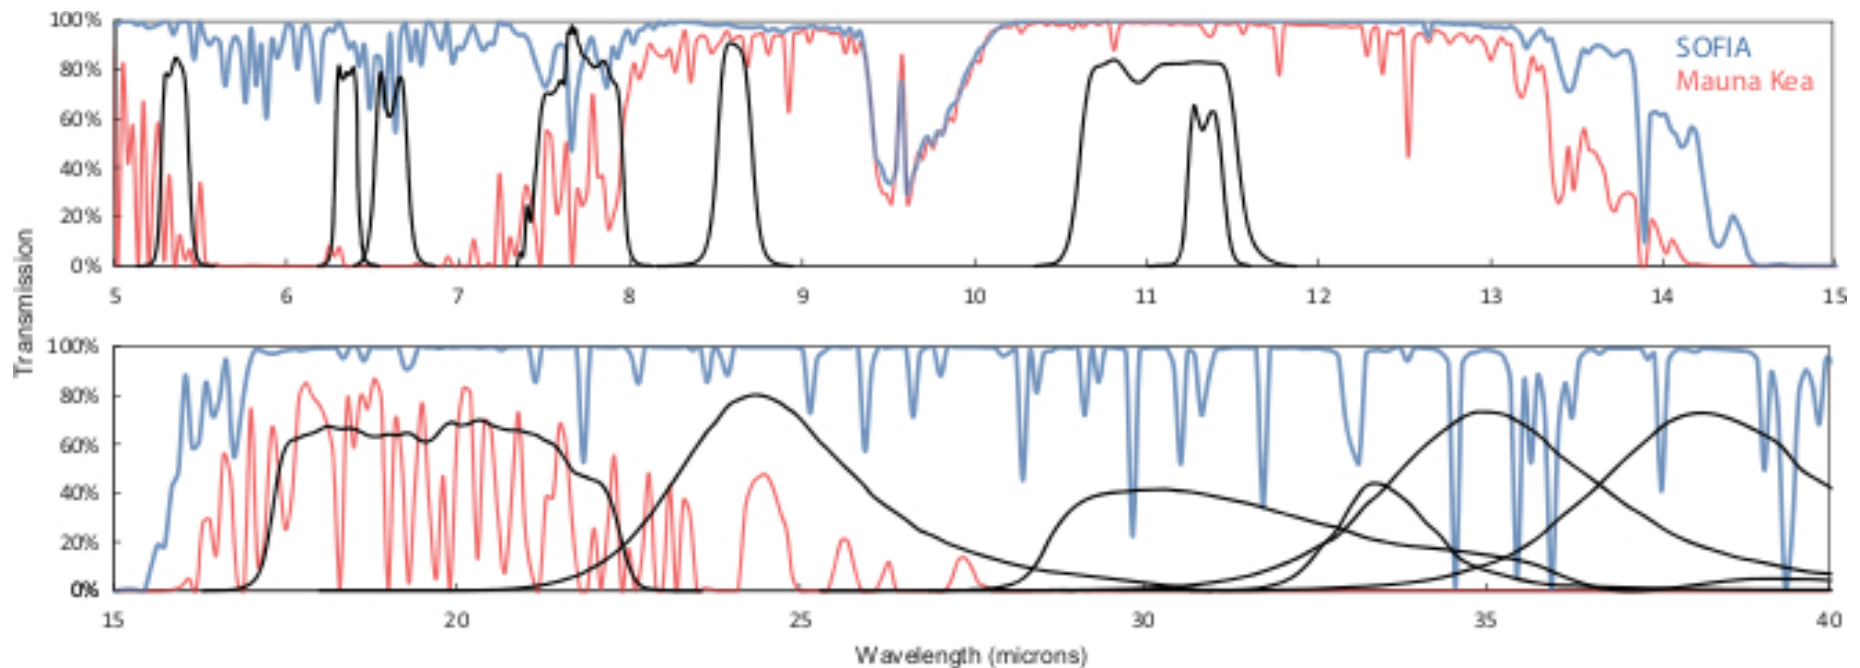 100%
80%
60%
40%
20%
0%
SOFIA
Mauna Kea
5 6 7 8 9 10 11 12 13 14 15
Transmission
100%
80%
60%
40%
20%
0%
15 20 25 30 35 40
Wavelength (microns)